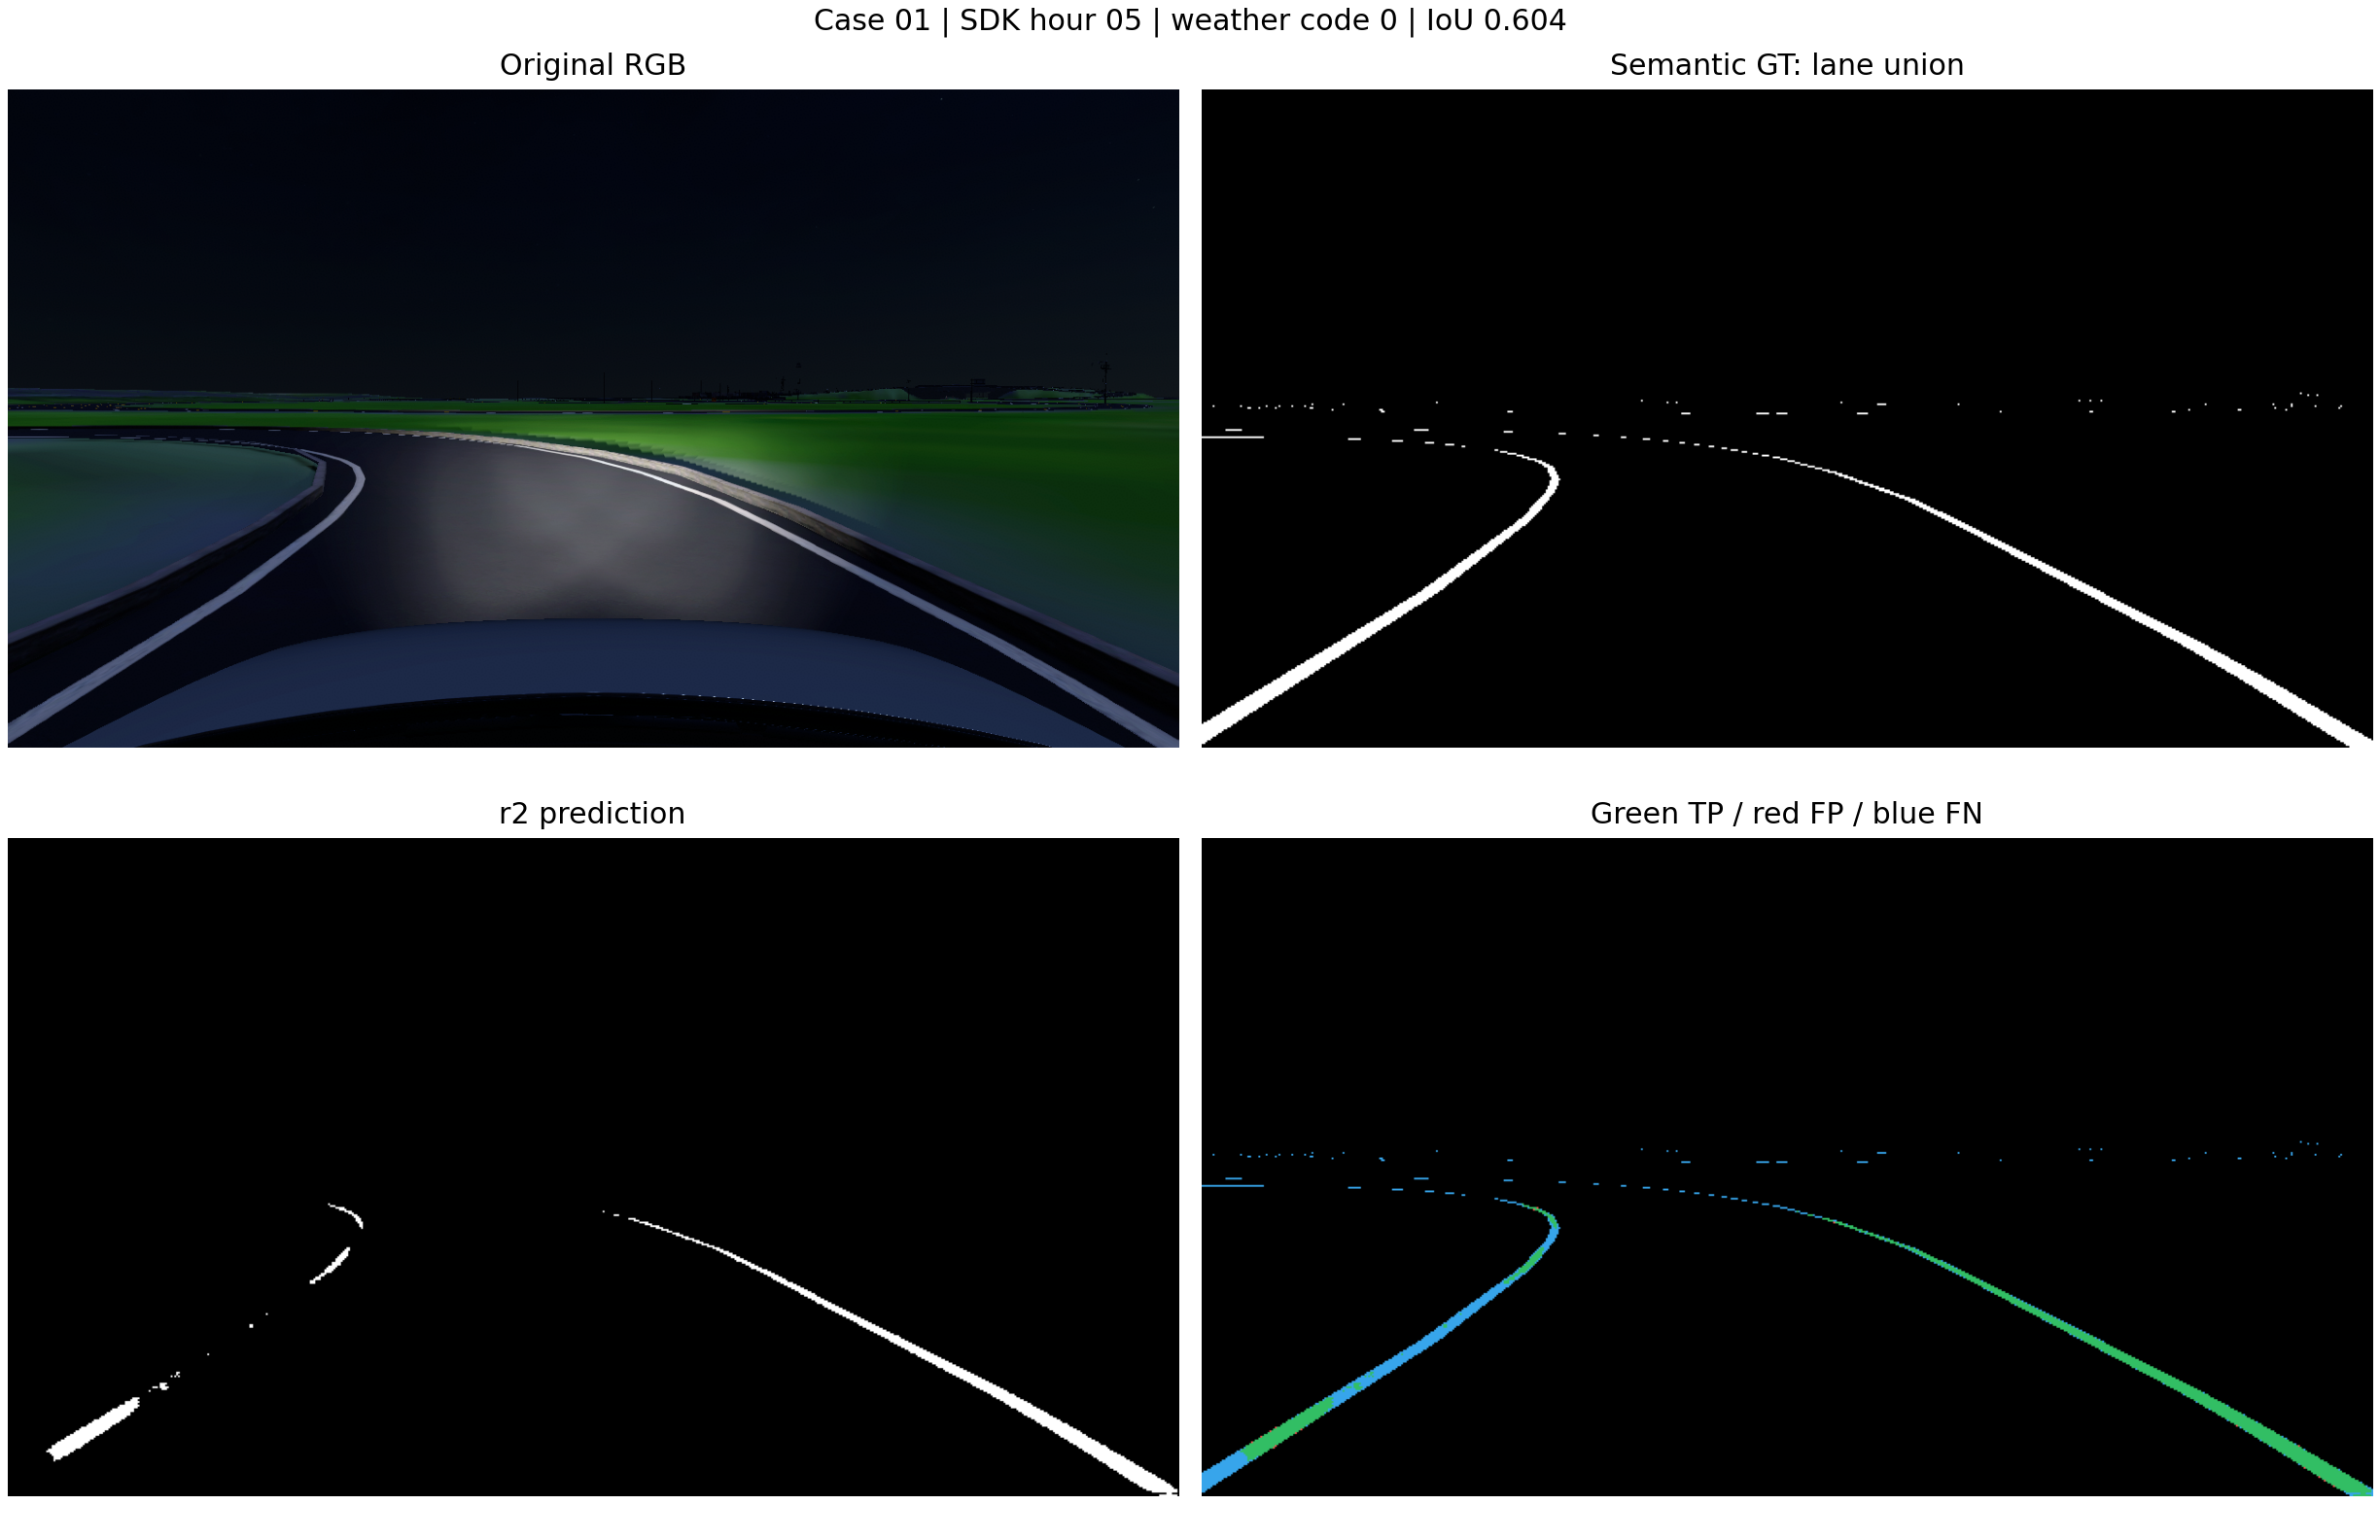 Case 01 | SDK hour 05 | weather code 0 | IoU 0.604
Original RGB
Semantic GT: lane union
r2 prediction
Green TP / red FP / blue FN